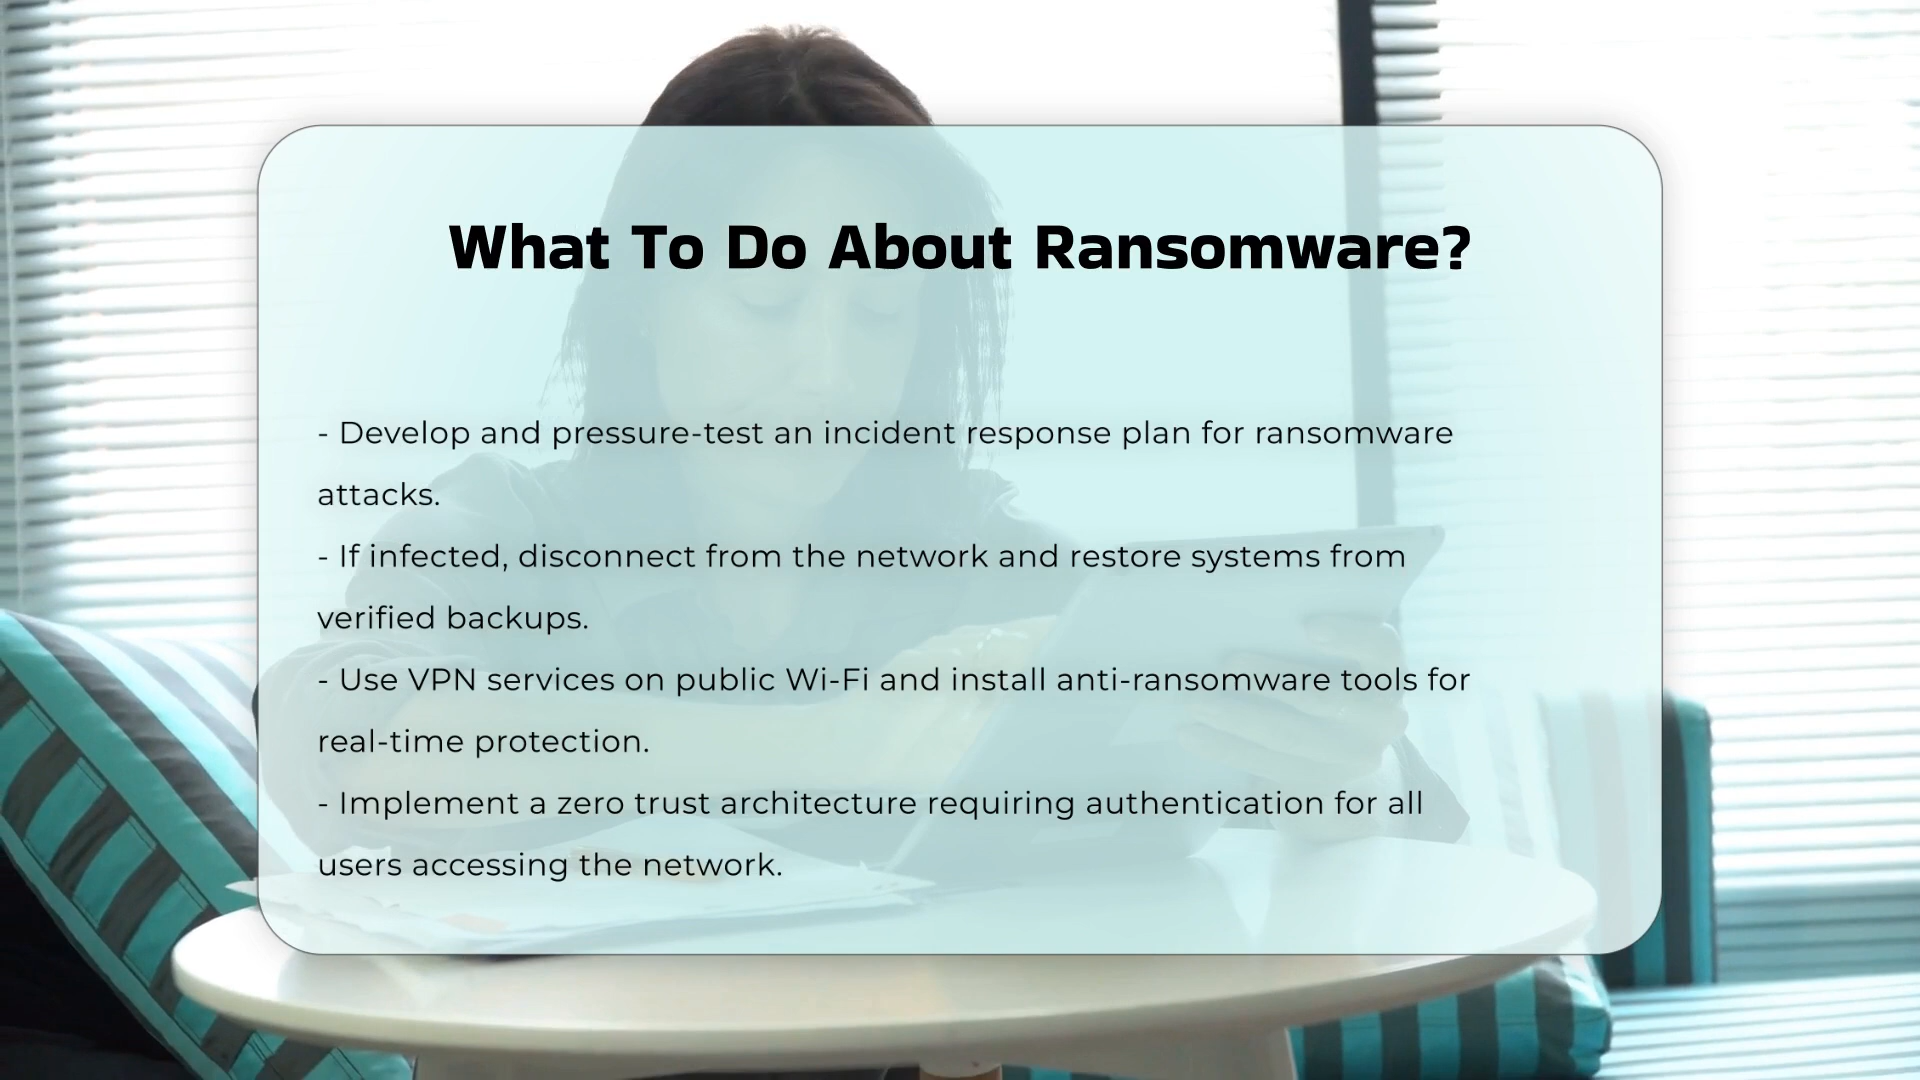 What To Do About Ransomware?
- Develop and pressure-test an incident response plan for ransomware
attacks.
- If infected, disconnect from the network and restore systems from
verified backups.
- Use VPN services on public Wi-Fi and install anti-ransomware tools for
real-time protection.
- Implement a zero trust architecture requiring authentication for all
users accessing the network.